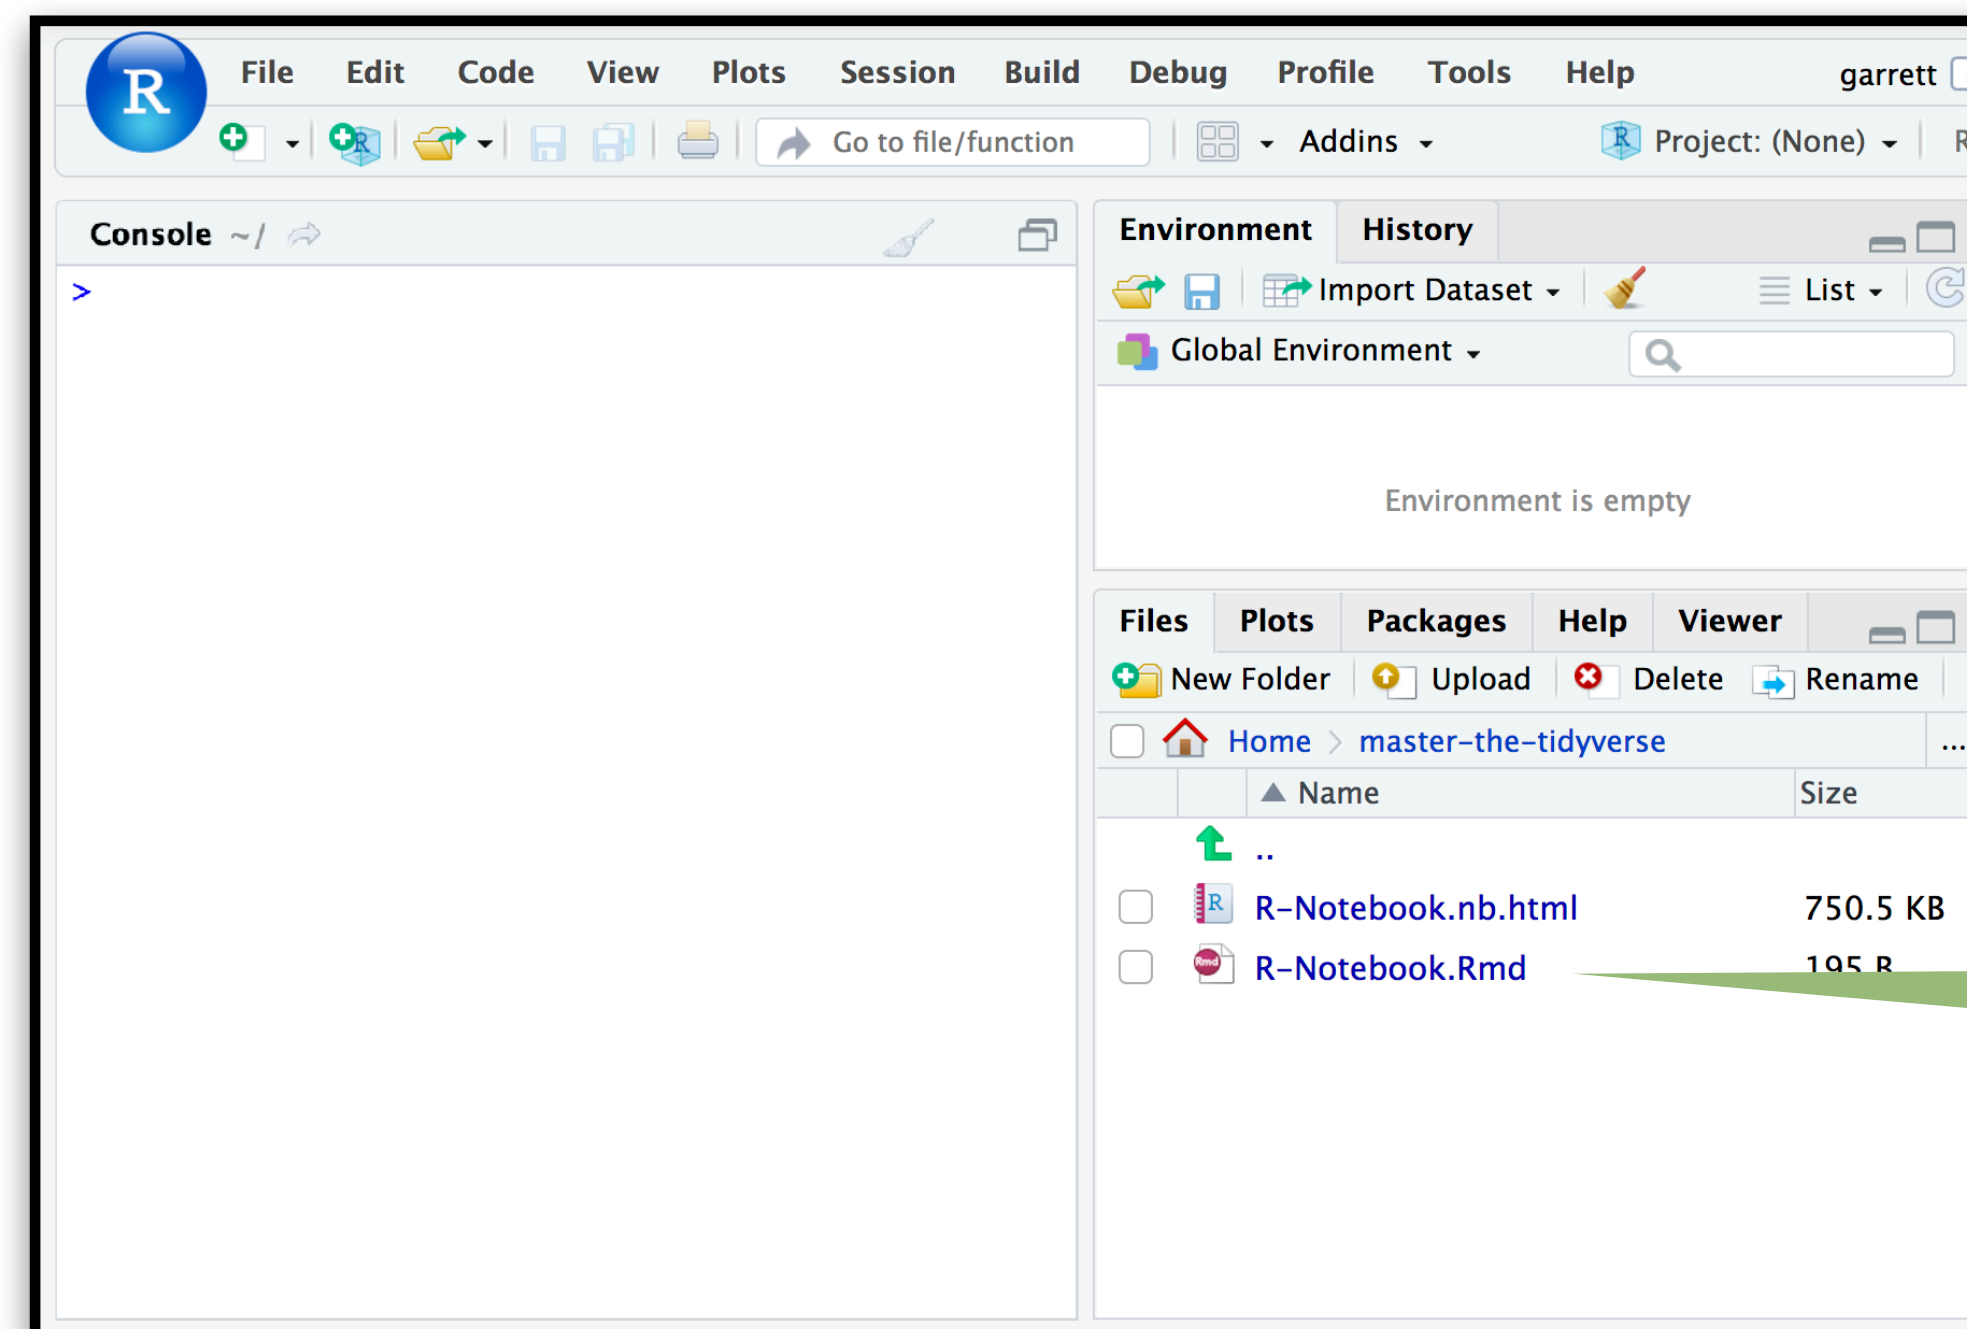 R File Edit Code View Plots Session Build Debug Profile Tools Help garrett
R Go to file/function Addins R Project: (None)
Console ~/
>
Environment History
Import Dataset List
Global Environment
Environment is empty
Files Plots Packages Help Viewer
New Folder Upload Delete Rename
Home master-the-tidyverse ...
Name Size
..
R R-Notebook.nb.html 750.5 KB
Rmd R-Notebook.Rmd 195 B